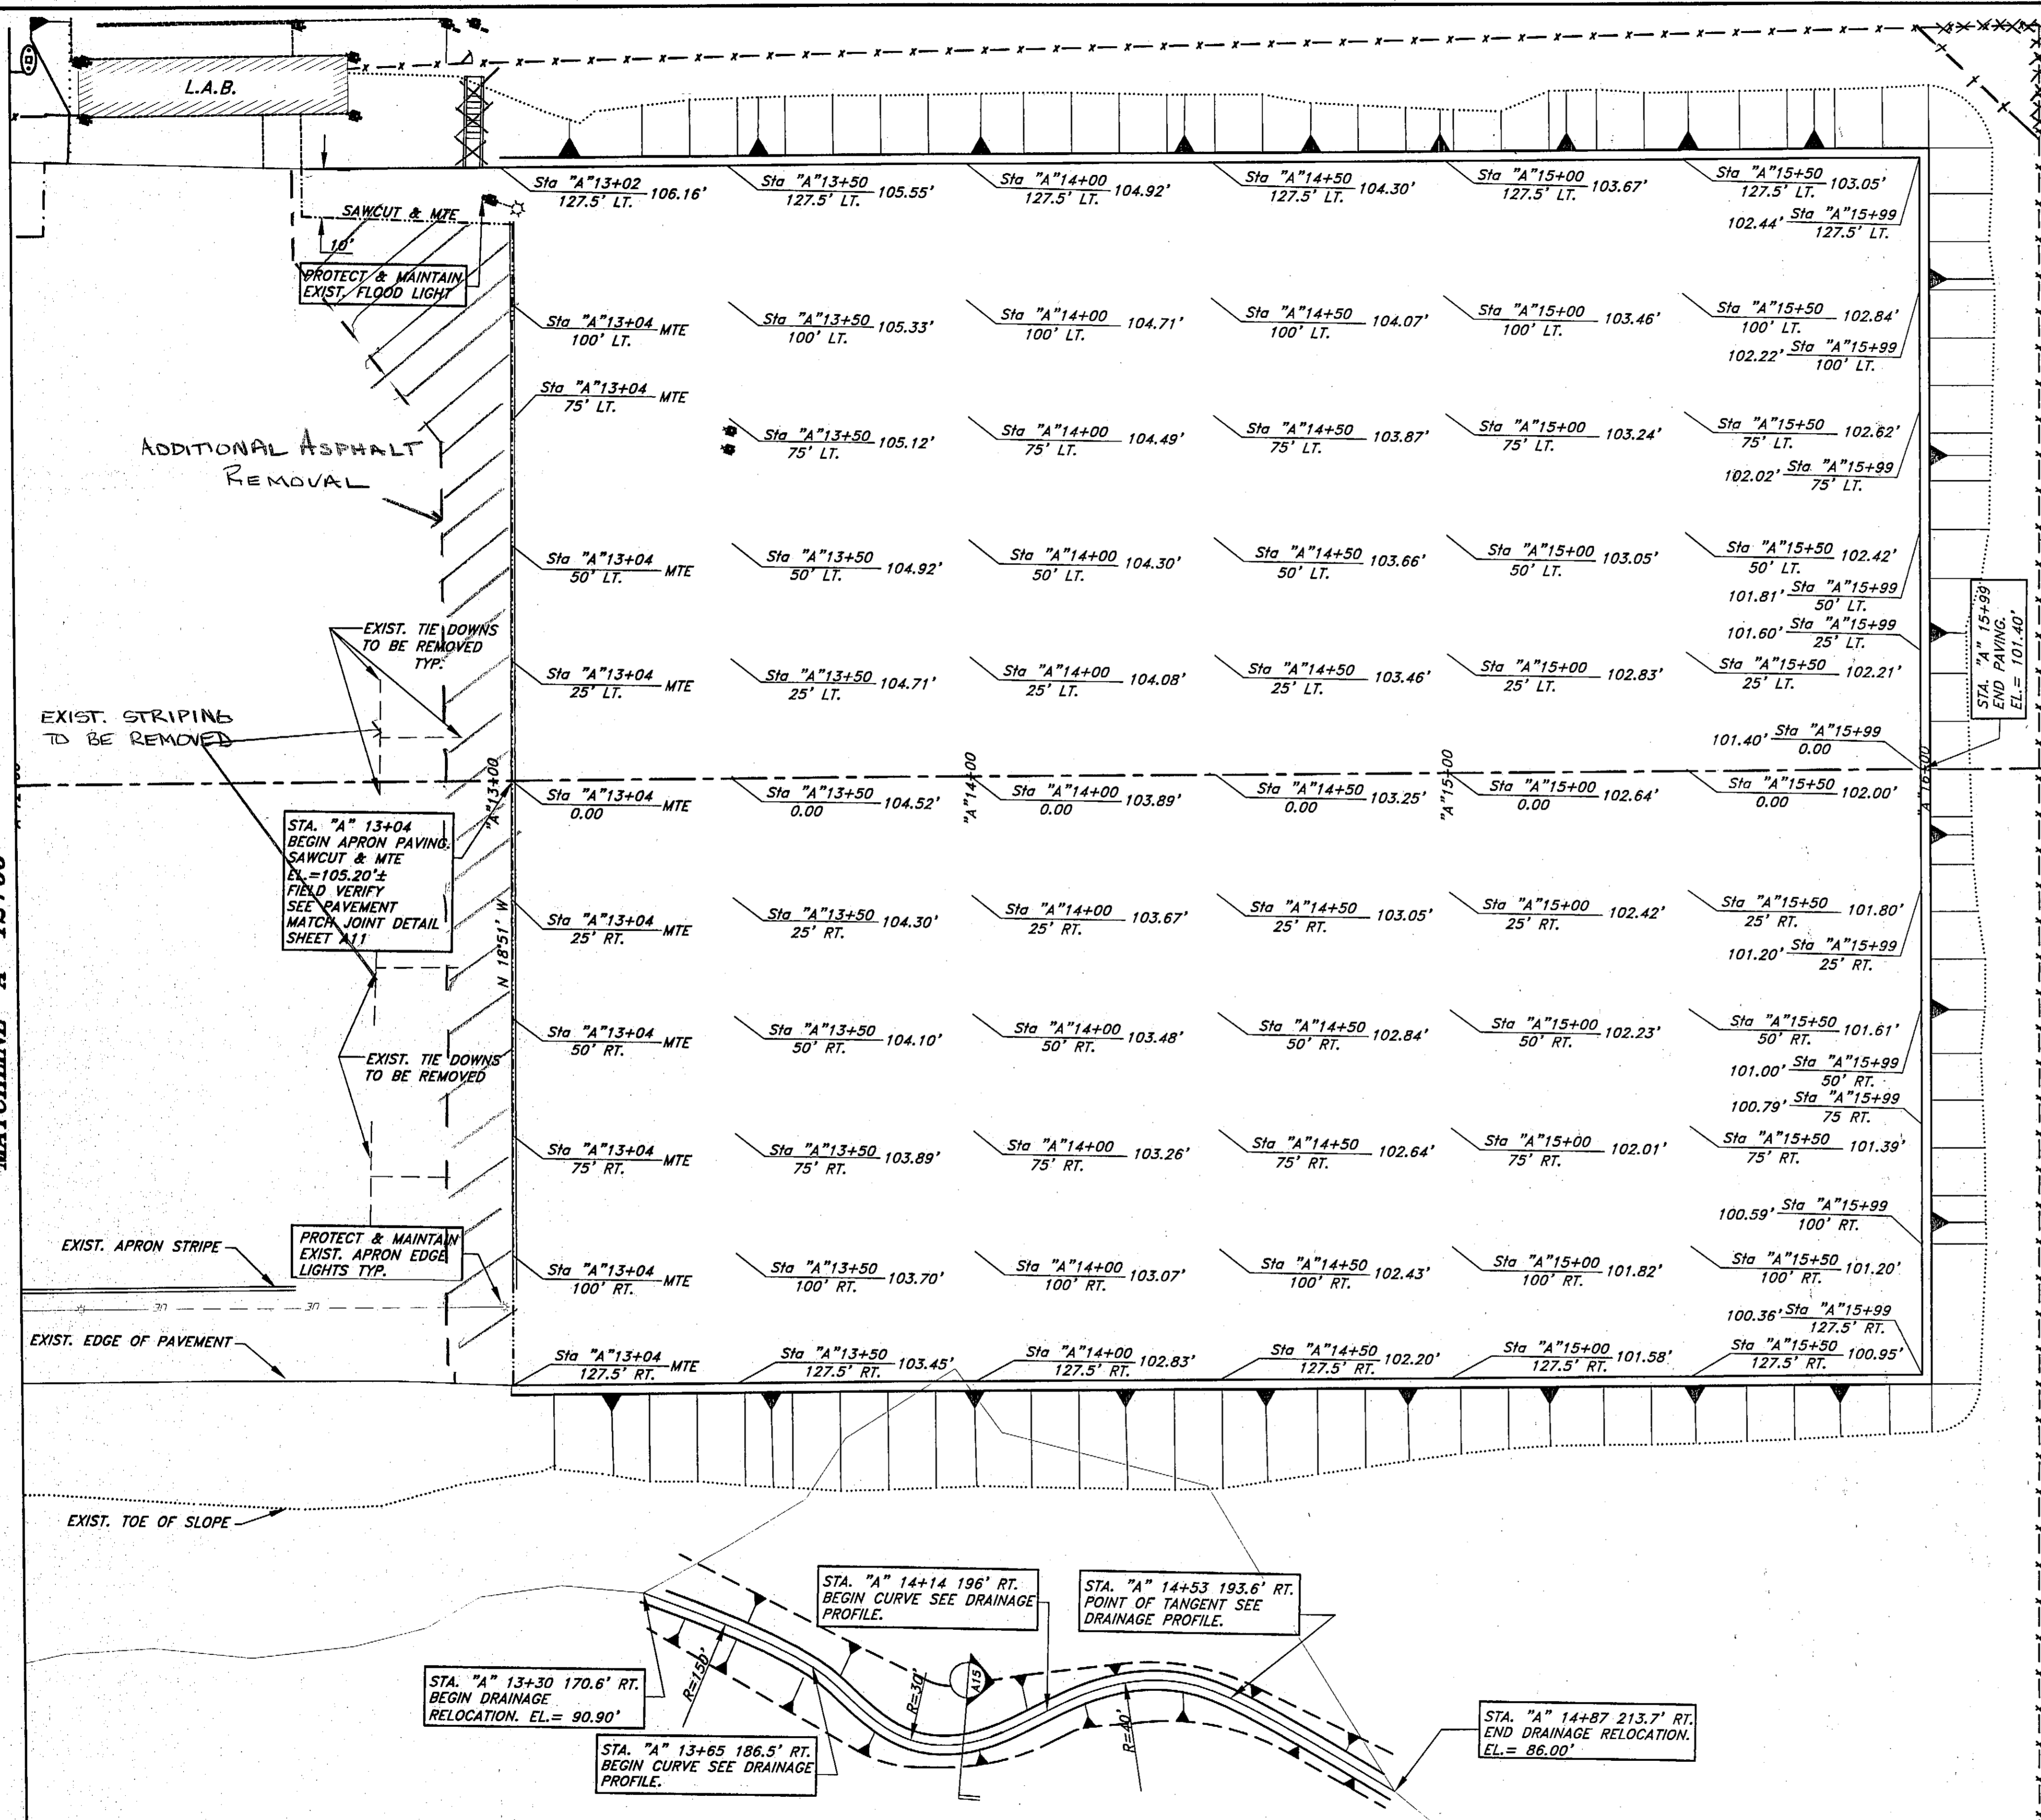 L.A.B.
Sta "A"13+02 106.16'
127.5' LT.
Sta "A"13+50 105.55'
127.5' LT.
Sta "A"14+00 104.92'
127.5' LT.
Sta "A"14+50 104.30'
127.5' LT.
Sta "A"15+00 103.67'
127.5' LT.
Sta "A"15+50 103.05'
127.5' LT.
102.44' Sta "A"15+99
127.5' LT.
SAWCUT & MTE
10'
PROTECT & MAINTAIN
EXIST. FLOOD LIGHT
Sta "A"13+04 MTE
100' LT.
Sta "A"13+50 105.33'
100' LT.
Sta "A"14+00 104.71'
100' LT.
Sta "A"14+50 104.07'
100' LT.
Sta "A"15+00 103.46'
100' LT.
Sta "A"15+50 102.84'
100' LT.
102.22' Sta "A"15+99
100' LT.
Sta "A"13+04 MTE
75' LT.
Sta "A"13+50 105.12'
75' LT.
Sta "A"14+00 104.49'
75' LT.
Sta "A"14+50 103.87'
75' LT.
Sta "A"15+00 103.24'
75' LT.
Sta "A"15+50 102.62'
75' LT.
102.02' Sta "A"15+99
75' LT.
ADDITIONAL ASPHALT
REMOVAL
Sta "A"13+04 MTE
50' LT.
Sta "A"13+50 104.92'
50' LT.
Sta "A"14+00 104.30'
50' LT.
Sta "A"14+50 103.66'
50' LT.
Sta "A"15+00 103.05'
50' LT.
Sta "A"15+50 102.42'
50' LT.
101.81' Sta "A"15+99
50' LT.
101.60' Sta "A"15+99
25' LT.
EXIST. TIE DOWNS
TO BE REMOVED
TYP.
Sta "A"13+04 MTE
25' LT.
Sta "A"13+50 104.71'
25' LT.
Sta "A"14+00 104.08'
25' LT.
Sta "A"14+50 103.46'
25' LT.
Sta "A"15+00 102.83'
25' LT.
Sta "A"15+50 102.21'
25' LT.
STA. "A" 15+99
END PAVING.
EL.= 101.40'
EXIST. STRIPING
TO BE REMOVED
101.40' Sta "A"15+99
0.00
"A"13+00
"A"14+00
"A"15+00
"A"16+00
Sta "A"13+04 MTE
0.00
Sta "A"13+50 104.52'
0.00
Sta "A"14+00 103.89'
0.00
Sta "A"14+50 103.25'
0.00
Sta "A"15+00 102.64'
0.00
Sta "A"15+50 102.00'
0.00
STA. "A" 13+04
BEGIN APRON PAVING.
SAWCUT & MTE
EL.=105.20'±
FIELD VERIFY
SEE PAVEMENT
MATCH JOINT DETAIL
SHEET A11
N 18°51' W
Sta "A"13+04 MTE
25' RT.
Sta "A"13+50 104.30'
25' RT.
Sta "A"14+00 103.67'
25' RT.
Sta "A"14+50 103.05'
25' RT.
Sta "A"15+00 102.42'
25' RT.
Sta "A"15+50 101.80'
25' RT.
101.20' Sta "A"15+99
25' RT.
Sta "A"13+04 MTE
50' RT.
Sta "A"13+50 104.10'
50' RT.
Sta "A"14+00 103.48'
50' RT.
Sta "A"14+50 102.84'
50' RT.
Sta "A"15+00 102.23'
50' RT.
Sta "A"15+50 101.61'
50' RT.
101.00' Sta "A"15+99
50' RT.
100.79' Sta "A"15+99
75 RT.
EXIST. TIE DOWNS
TO BE REMOVED
Sta "A"13+04 MTE
75' RT.
Sta "A"13+50 103.89'
75' RT.
Sta "A"14+00 103.26'
75' RT.
Sta "A"14+50 102.64'
75' RT.
Sta "A"15+00 102.01'
75' RT.
Sta "A"15+50 101.39'
75' RT.
100.59' Sta "A"15+99
100' RT.
EXIST. APRON STRIPE
PROTECT & MAINTAIN
EXIST. APRON EDGE
LIGHTS TYP.
Sta "A"13+04 MTE
100' RT.
Sta "A"13+50 103.70'
100' RT.
Sta "A"14+00 103.07'
100' RT.
Sta "A"14+50 102.43'
100' RT.
Sta "A"15+00 101.82'
100' RT.
Sta "A"15+50 101.20'
100' RT.
100.36' Sta "A"15+99
127.5' RT.
EXIST. EDGE OF PAVEMENT
Sta "A"13+04 MTE
127.5' RT.
Sta "A"13+50 103.45'
127.5' RT.
Sta "A"14+00 102.83'
127.5' RT.
Sta "A"14+50 102.20'
127.5' RT.
Sta "A"15+00 101.58'
127.5' RT.
Sta "A"15+50 100.95'
127.5' RT.
EXIST. TOE OF SLOPE
STA. "A" 14+14 196' RT.
BEGIN CURVE SEE DRAINAGE
PROFILE.
STA. "A" 14+53 193.6' RT.
POINT OF TANGENT SEE
DRAINAGE PROFILE.
STA. "A" 13+30 170.6' RT.
BEGIN DRAINAGE
RELOCATION. EL.= 90.90'
R=150'
R=30'
A15
R=40'
STA. "A" 13+65 186.5' RT.
BEGIN CURVE SEE DRAINAGE
PROFILE.
STA. "A" 14+87 213.7' RT.
END DRAINAGE RELOCATION.
EL.= 86.00'